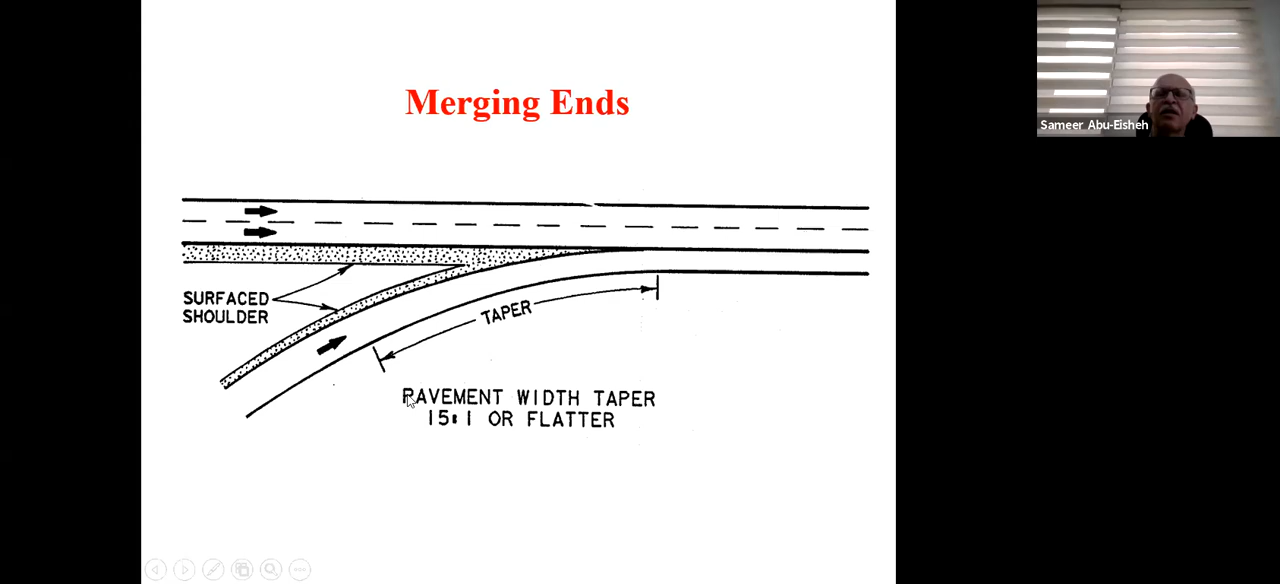 Merging Ends
Sameer Abu-Eisheh
SURFACED
SHOULDER
TAPER
PAVEMENT WIDTH TAPER
15:1 OR FLATTER